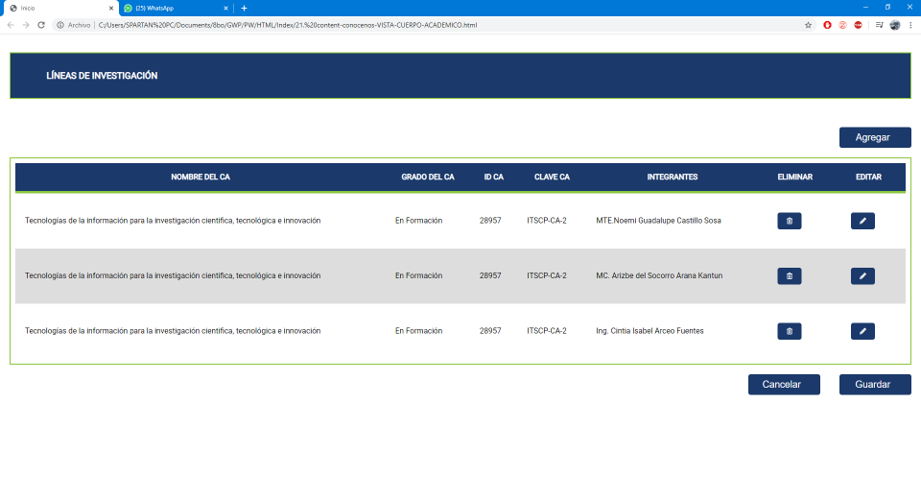 Inicio
(25) WhatsApp
Archivo | C:/Users/SPARTAN%20PC/Documents/8bo/GWP/PW/HTML/Index/21.%20content-conocenos-VISTA-CUERPO-ACADEMICO.html
LÍNEAS DE INVESTIGACIÓN
Agregar
NOMBRE DEL CA GRADO DEL CA ID CA CLAVE CA INTEGRANTES ELIMINAR EDITAR
Tecnologías de la información para la investigación científica, tecnológica e innovación En Formación 28957 ITSCP-CA-2 MTE.Noemí Guadalupe Castillo Sosa
Tecnologías de la información para la investigación científica, tecnológica e innovación En Formación 28957 ITSCP-CA-2 MC. Arizbe del Socorro Arana Kantun
Tecnologías de la información para la investigación científica, tecnológica e innovación En Formación 28957 ITSCP-CA-2 Ing. Cintia Isabel Arceo Fuentes
Cancelar Guardar